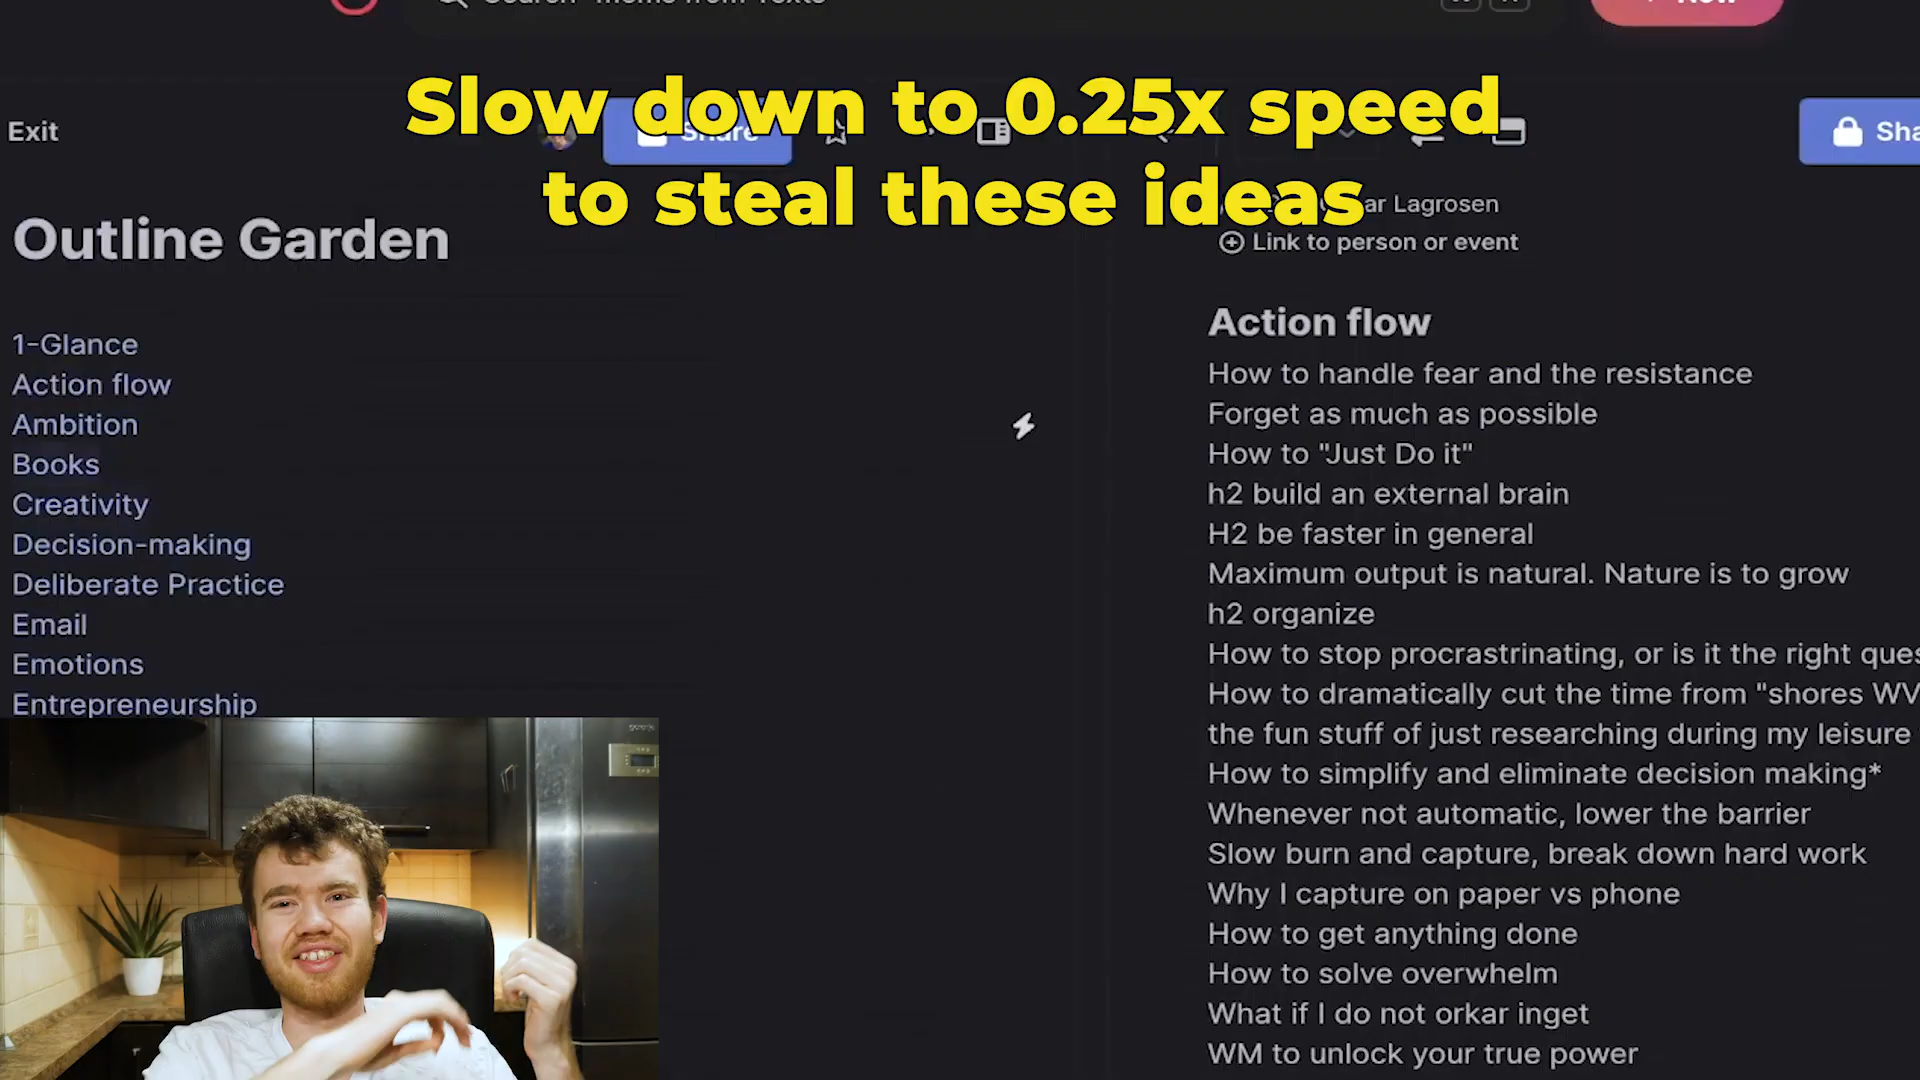 Slow down to 0.25x speed
to steal these ideas
Exit
Share
Outline Garden
1-Glance
Action flow
Ambition
Books
Creativity
Decision-making
Deliberate Practice
Email
Emotions
Entrepreneurship
Lagrosen
Link to person or event
Action flow
How to handle fear and the resistance
Forget as much as possible
How to "Just Do it"
h2 build an external brain
H2 be faster in general
Maximum output is natural. Nature is to grow
h2 organize
How to stop procrastrinating, or is it the right
How to dramatically cut the time from "shores
the fun stuff of just researching during my leisure
How to simplify and eliminate decision making*
Whenever not automatic, lower the barrier
Slow burn and capture, break down hard work
Why I capture on paper vs phone
How to get anything done
How to solve overwhelm
What if I do not orkar inget
WM to unlock your true power